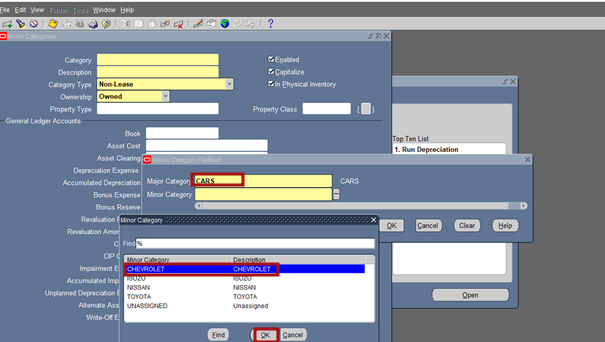 File Edit View Folder Tools Window Help
Asset Categories
Category
Description
Category Type Non-Lease
Ownership Owned
Property Type
Enabled
Capitalize
In Physical Inventory
Property Class [ ]
General Ledger Accounts
Book
Asset Cost
Asset Clearing
Depreciation Expense
Accumulated Depreciation
Bonus Expense
Bonus Reserve
Revaluation
Revaluation Amor
CIP C
Impairment E
Accumulated Imp
Unplanned Depreciation E
Alternate Ass
Write-Off E
Top Ten List
1. Run Depreciation
Open
Category Flexfield
Major Category CARS CARS
Minor Category
OK Cancel Clear Help
Minor Category
Find %
Minor Category Description
CHEVROLET CHEVROLET
ISUZU ISUZU
NISSAN NISSAN
TOYOTA TOYOTA
UNASSIGNED Unassigned
Find OK Cancel